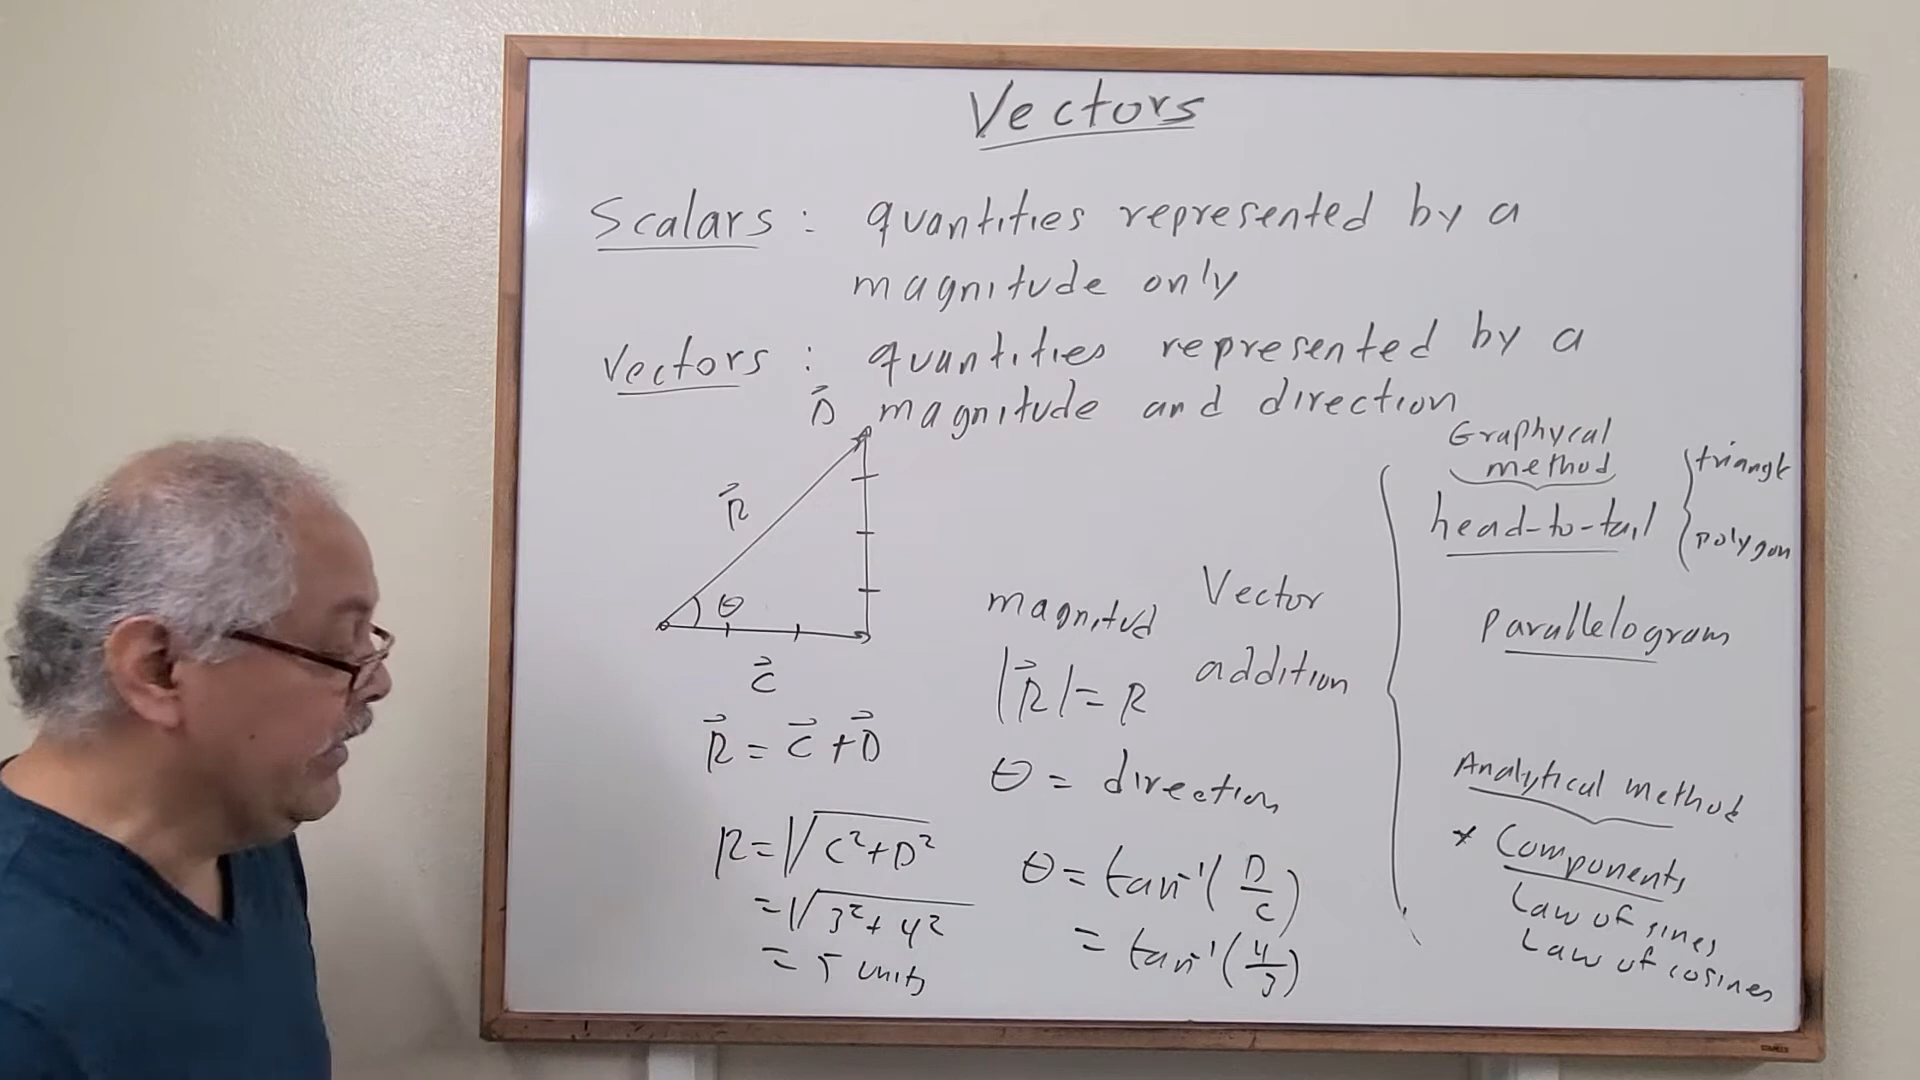 Vectors
Scalars : quantities represented by a
magnitude only
Vectors : quantities represented by a
magnitude and direction
D⃗
R⃗
θ
C⃗
R⃗ = C⃗ + D⃗
R = √(C² + D²)
= √(3² + 4²)
= 5 units
magnitud
|R⃗| = R
θ = direction
θ = tan⁻¹(D/C)
= tan⁻¹(4/3)
Vector
addition
Graphycal
method
head-to-tail
triangle
polygon
parallelogram
Analytical method
* Components
Law of sines
Law of cosines